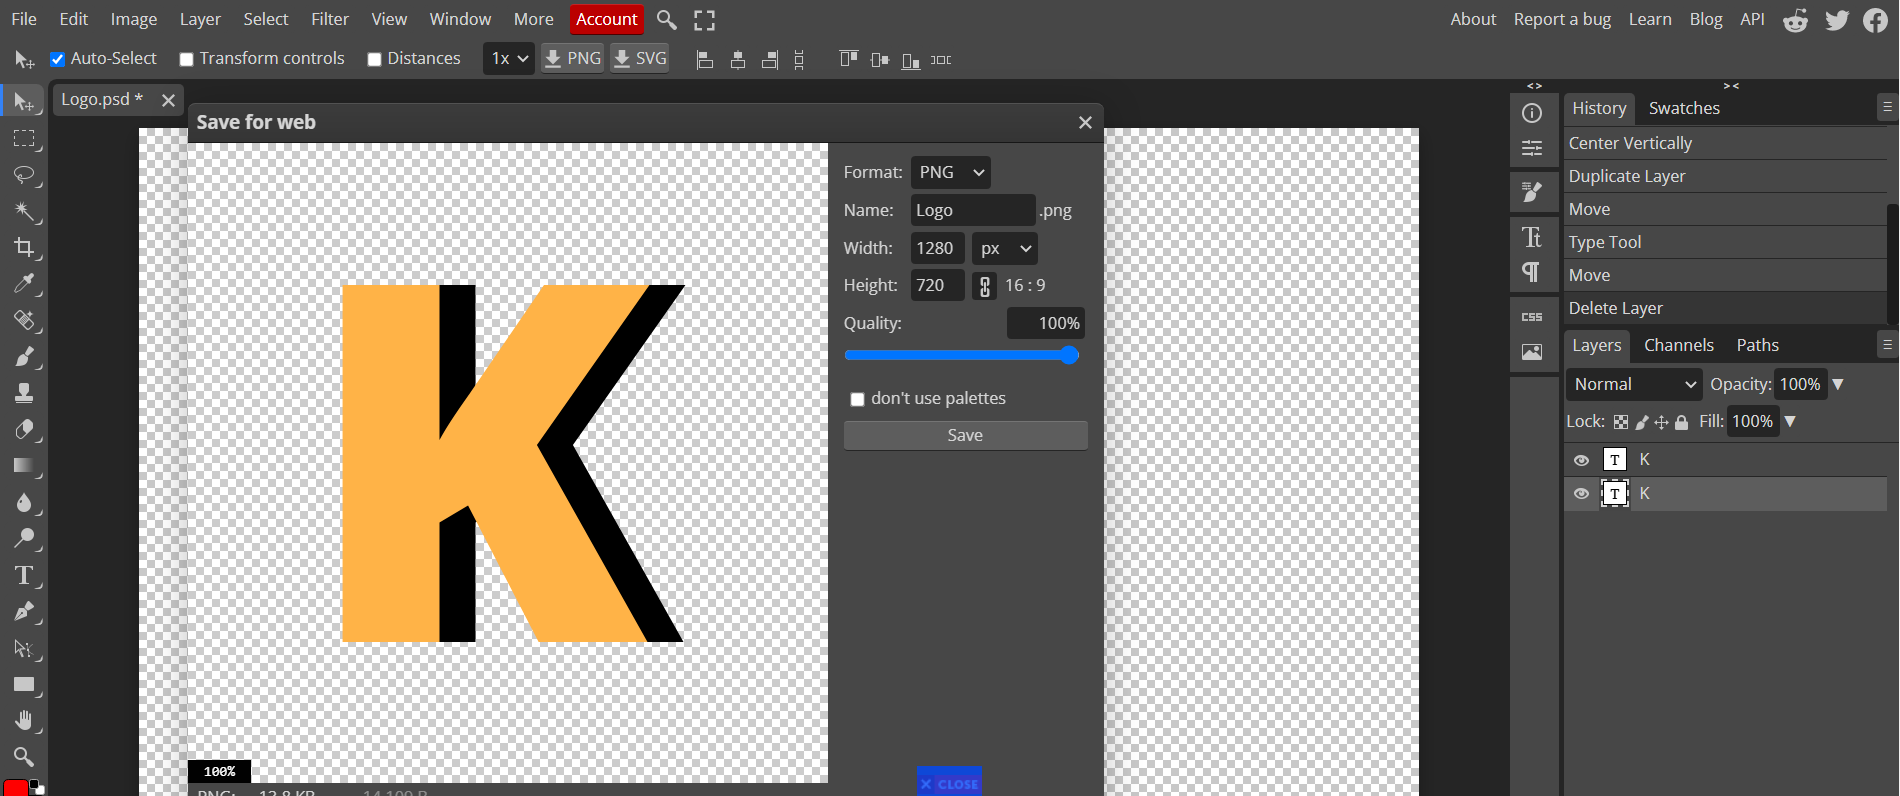 File Edit Image Layer Select Filter View Window More Account About Report a bug Learn Blog API
Auto-Select Transform controls Distances 1x PNG SVG
Logo.psd *
Save for web
Format: PNG
Name: Logo .png
Width: 1280 px
Height: 720 16 : 9
Quality: 100%
don't use palettes
Save
K
100%
PNG: 13.8 KB 14 100 B
× CLOSE
< > > <
History Swatches
Center Vertically
Duplicate Layer
Move
Type Tool
Move
Delete Layer
CSS
Layers Channels Paths
Normal Opacity: 100%
Lock: Fill: 100%
T K
T K